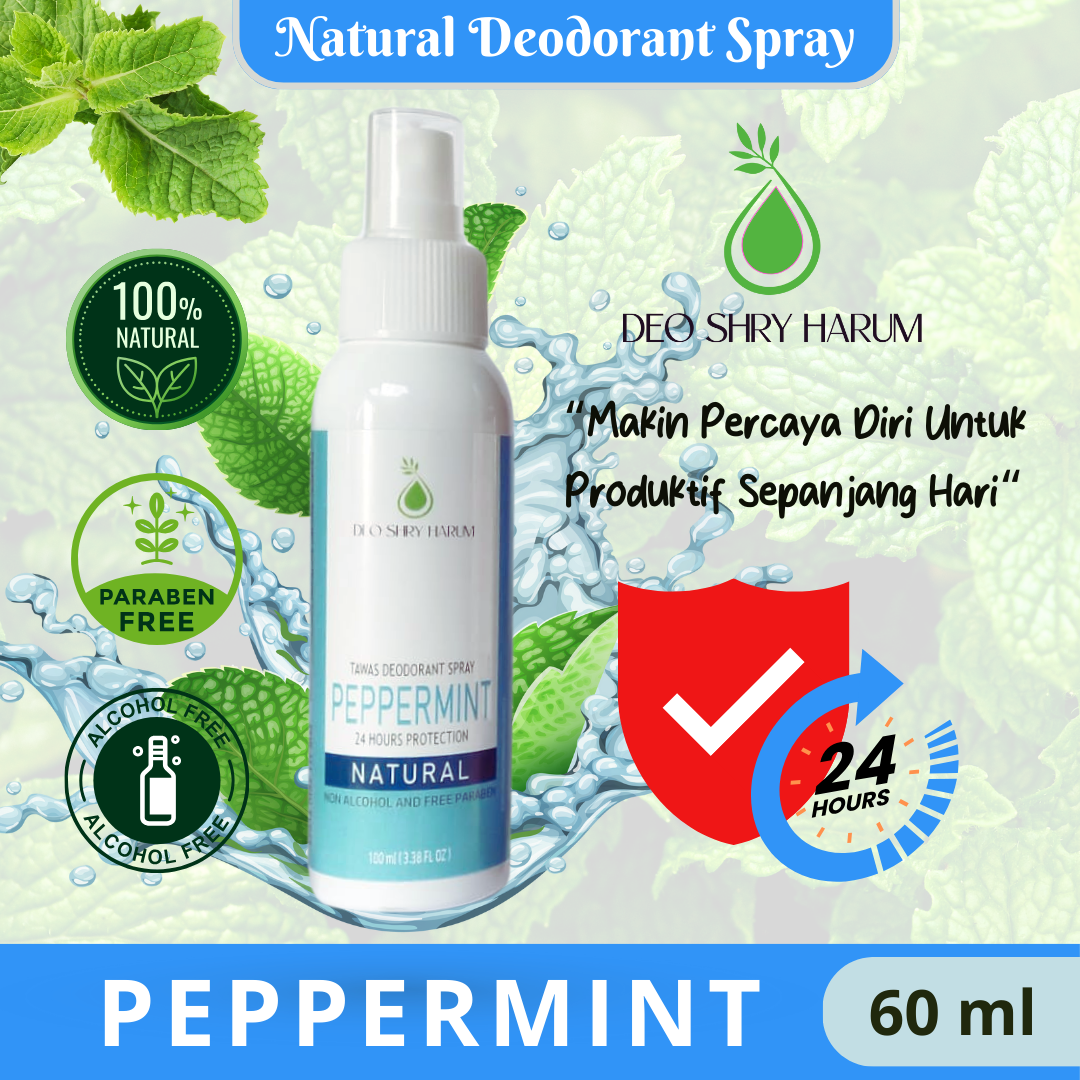 Natural Deodorant Spray
100%
NATURAL
PARABEN
FREE
ALCOHOL FREE
ALCOHOL FREE
DEO SHRY HARUM
TAWAS DEODORANT SPRAY
PEPPERMINT
24 HOURS PROTECTION
NATURAL
NON ALCOHOL AND FREE PARABEN
100 ml (3.38 FL OZ)
DEO SHRY HARUM
“Makin Percaya Diri Untuk
Produktif Sepanjang Hari“
24
HOURS
PEPPERMINT
60 ml